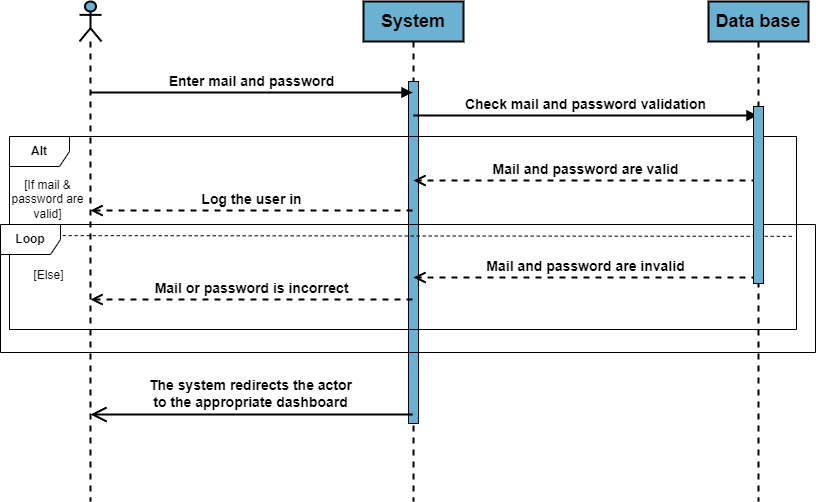 System
Data base
Enter mail and password
Check mail and password validation
Alt
Mail and password are valid
[If mail &
password are
valid]
Log the user in
Loop
Mail and password are invalid
[Else]
Mail or password is incorrect
The system redirects the actor
to the appropriate dashboard